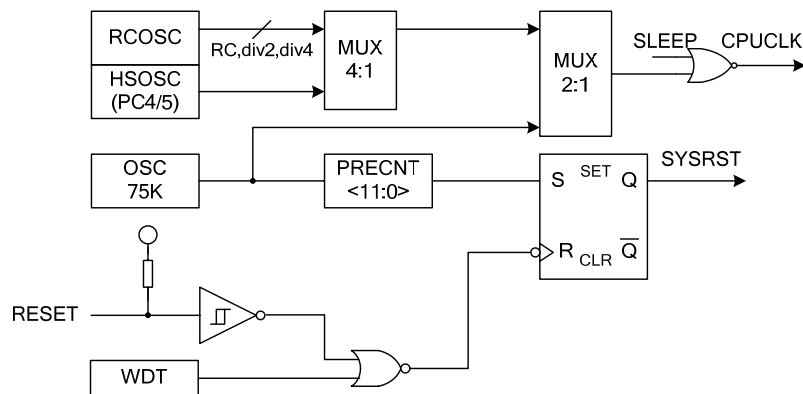 RCOSC
HSOSC
(PC4/5)
RC,div2,div4
MUX
4:1
MUX
2:1
SLEEP
CPUCLK
OSC
75K
PRECNT
<11:0>
S SET Q
R CLR Q
SYSRST
RESET
WDT